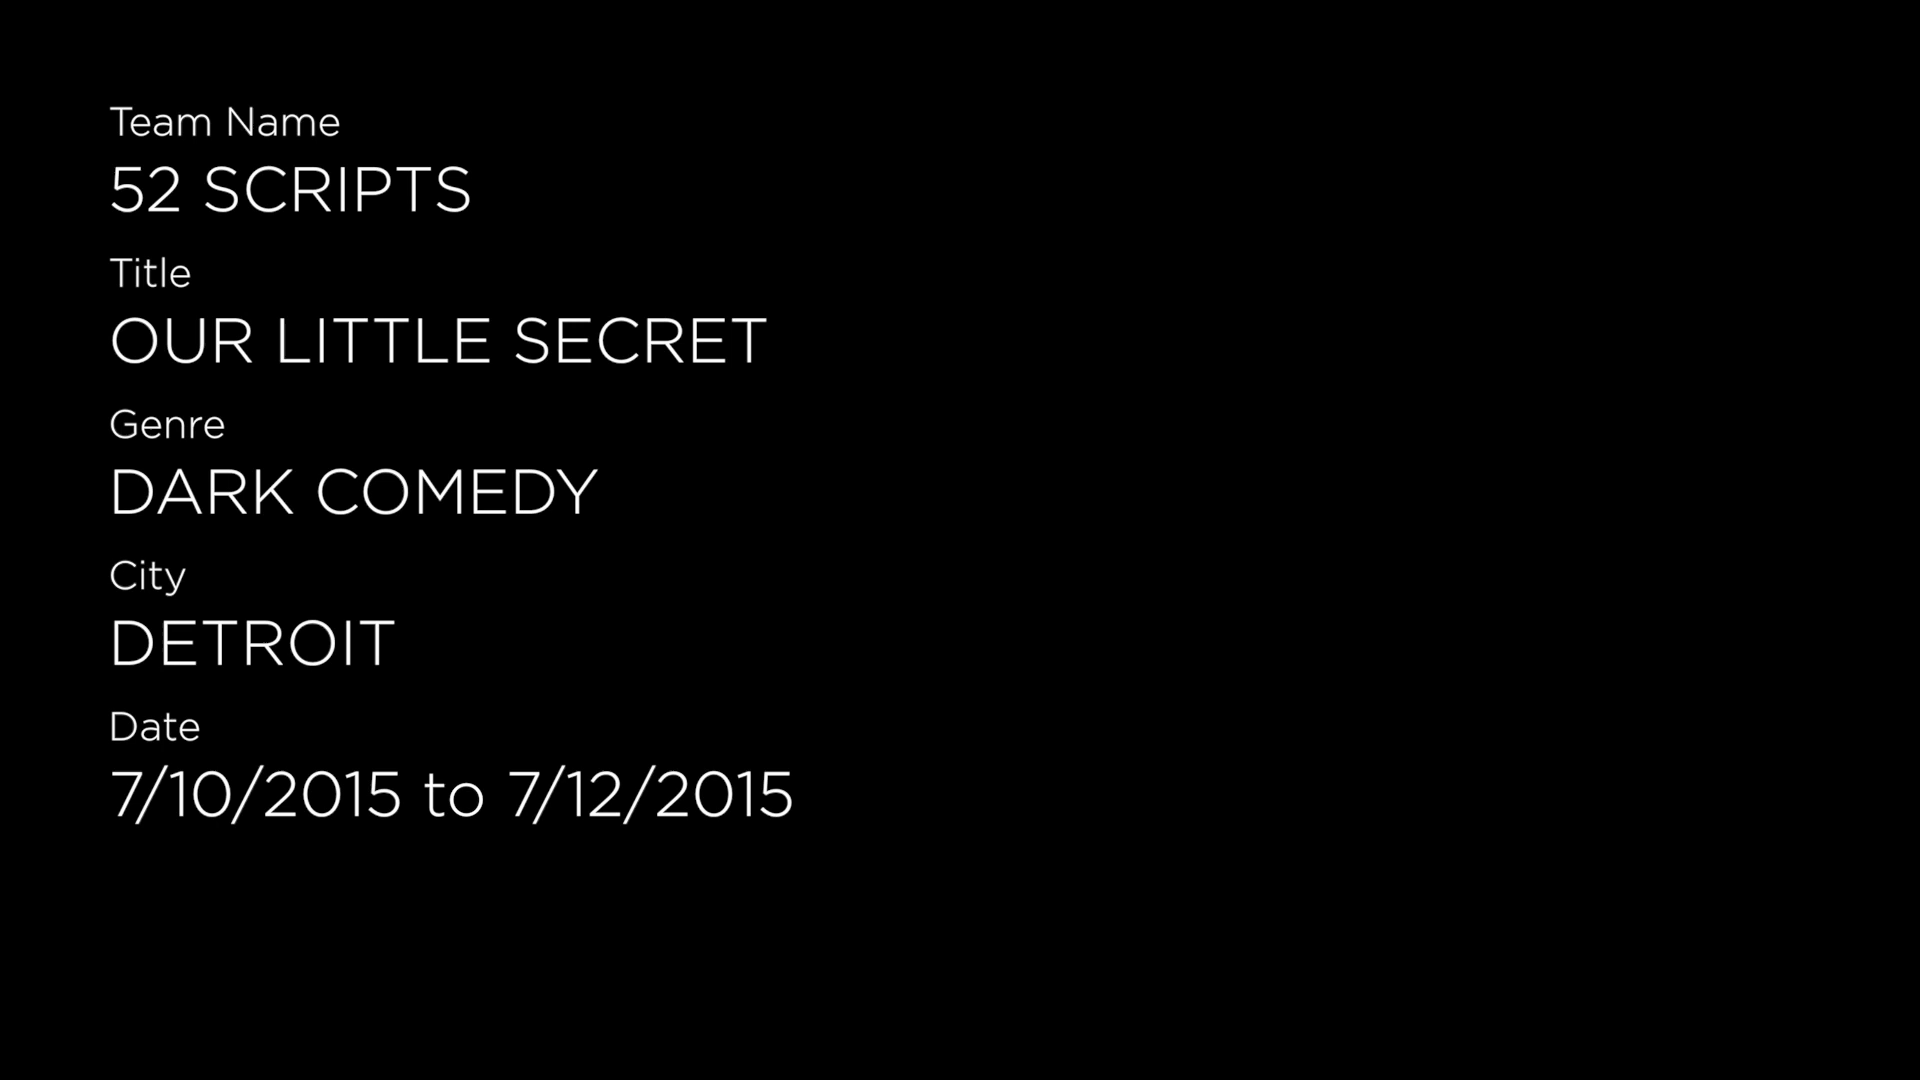 Team Name
52 SCRIPTS
Title
OUR LITTLE SECRET
Genre
DARK COMEDY
City
DETROIT
Date
7/10/2015 to 7/12/2015